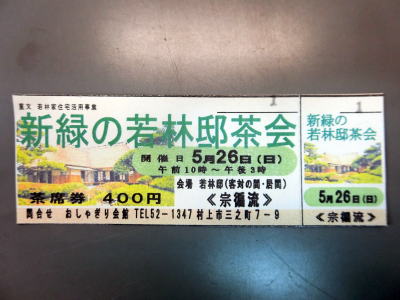 重文 若林家住宅活用事業
1
新緑の若林邸茶会
開催日 5月26日(日)
午前10時～午後3時
会場 若林邸(客対の間・居間)
茶席券 400円 《宗徧流》
問合せ おしゃぎり会館 TEL52-1347 村上市三之町7-9
1
新緑の
若林邸茶会
5月26日(日)
《宗徧流》